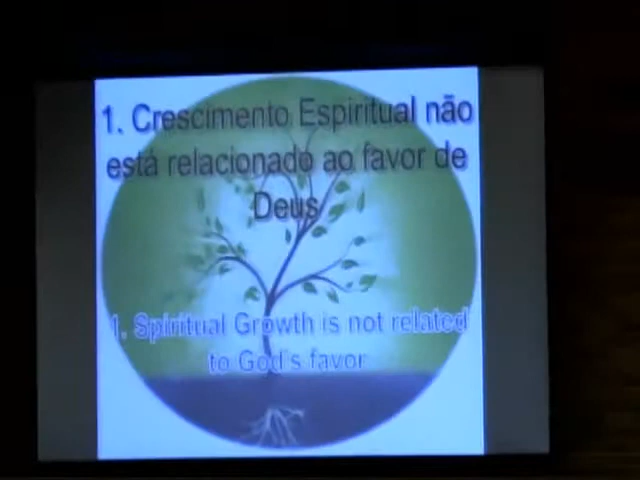 1. Crescimento Espiritual não
está relacionado ao favor de
Deus
1. Spiritual Growth is not related
to God's favor